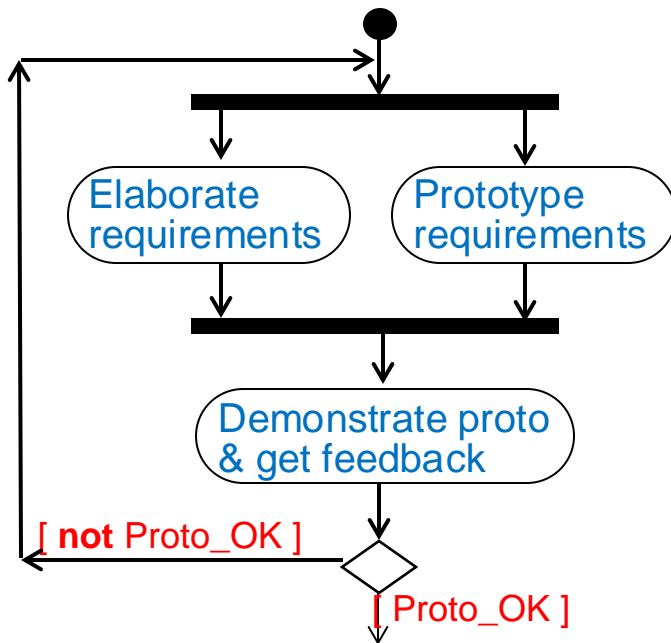 Elaborate
requirements
Prototype
requirements
Demonstrate proto
& get feedback
[ not Proto_OK ]
[ Proto_OK ]